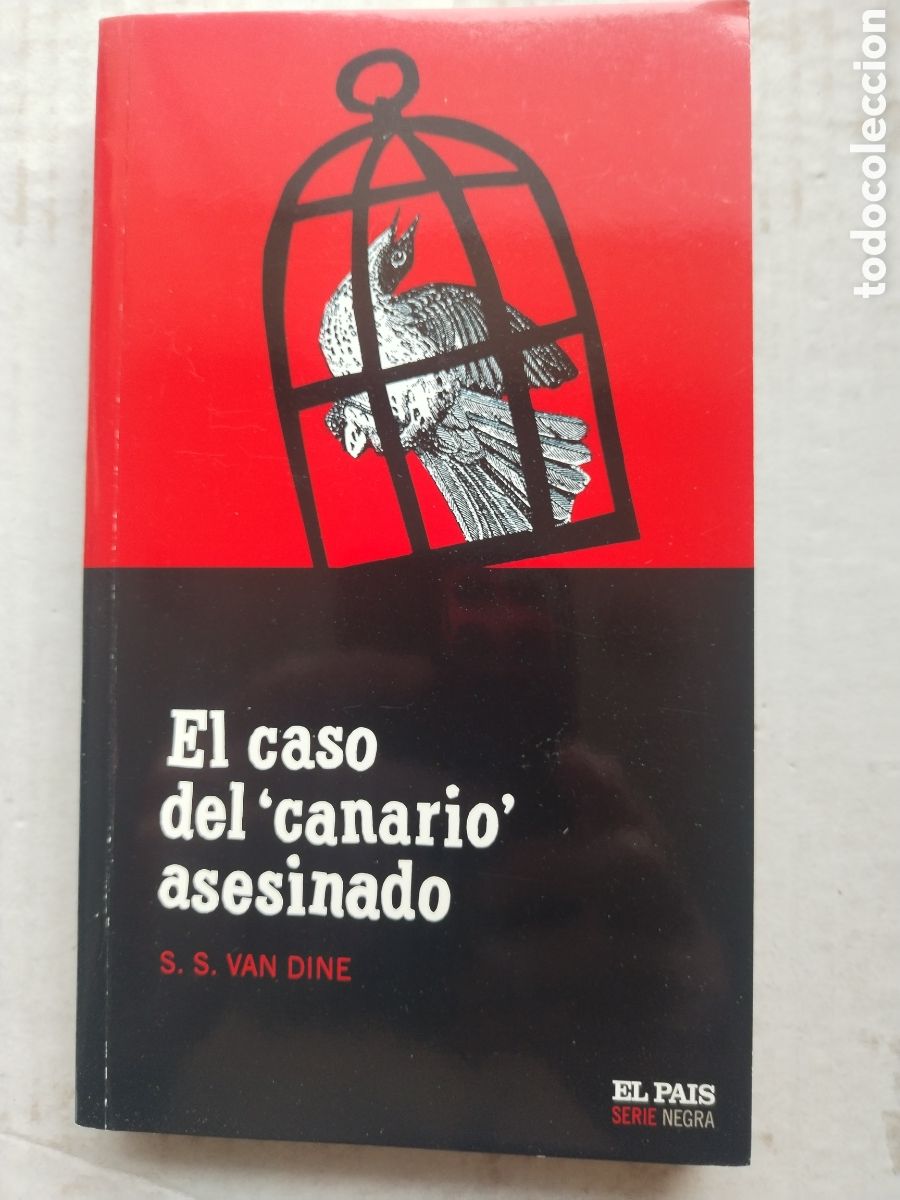 todocoleccion
El caso
del 'canario'
asesinado
S. S. VAN DINE
EL PAIS
SERIE NEGRA